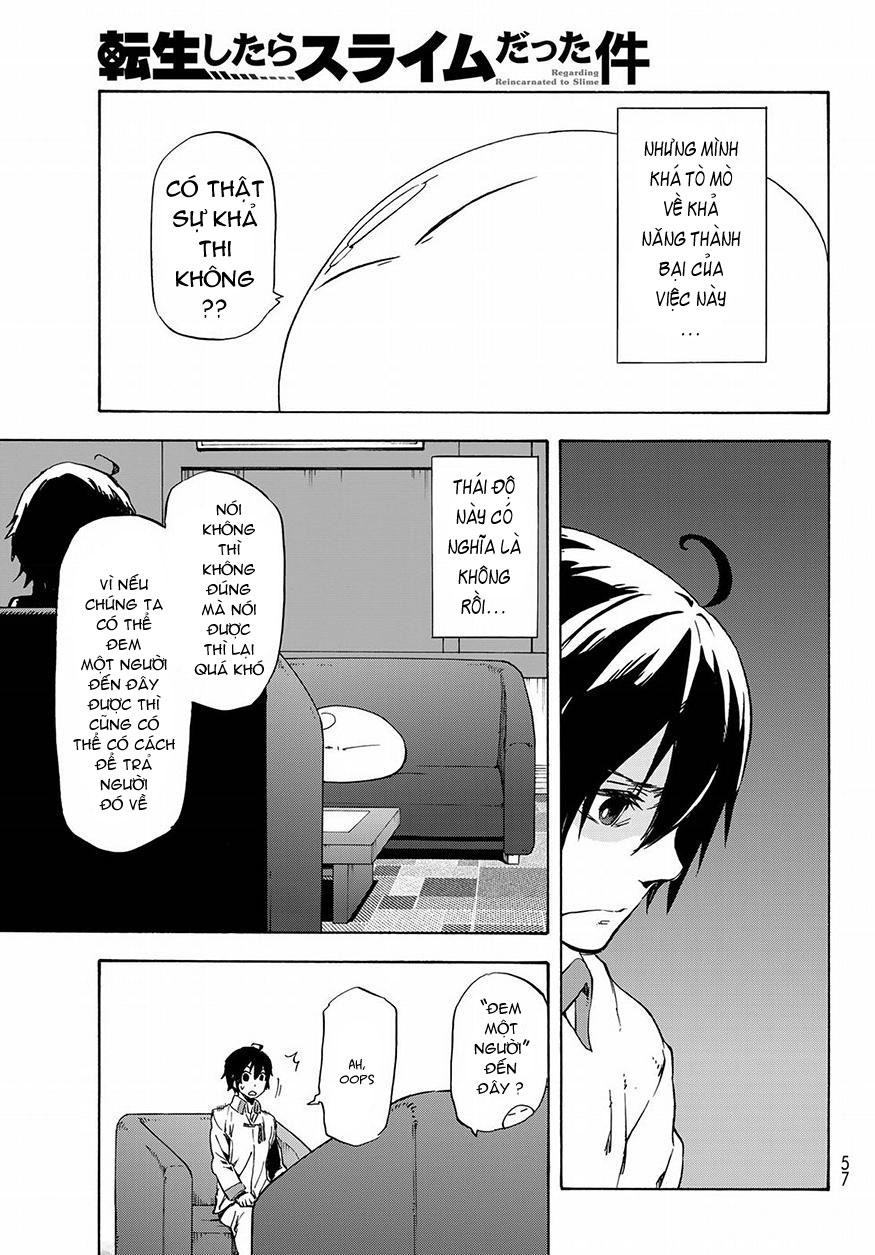 転生したらスライムだった件
Regarding
Reincarnated to Slime
NHƯNG MÌNH
KHÁ TÒ MÒ
VỀ KHẢ
NĂNG THÀNH
BẠI CỦA
VIỆC NÀY
...
CÓ THẬT
SỰ KHẢ
THI
KHÔNG
??
THÁI ĐỘ
NÀY CÓ
NGHĨA LÀ
KHÔNG
RỒI...
NÓI
KHÔNG
THÌ
KHÔNG
ĐÚNG
MÀ NÓI
ĐƯỢC
THÌ LẠI
QUÁ KHÓ
VÌ NẾU
CHÚNG TA
CÓ THỂ
ĐEM
MỘT NGƯỜI
ĐẾN ĐÂY
ĐƯỢC THÌ
CŨNG CÓ
THỂ CÓ CÁCH
ĐỂ TRẢ
NGƯỜI
ĐÓ VỀ
"ĐEM
MỘT
NGƯỜI"
ĐẾN
ĐÂY ?
AH,
OOPS
57